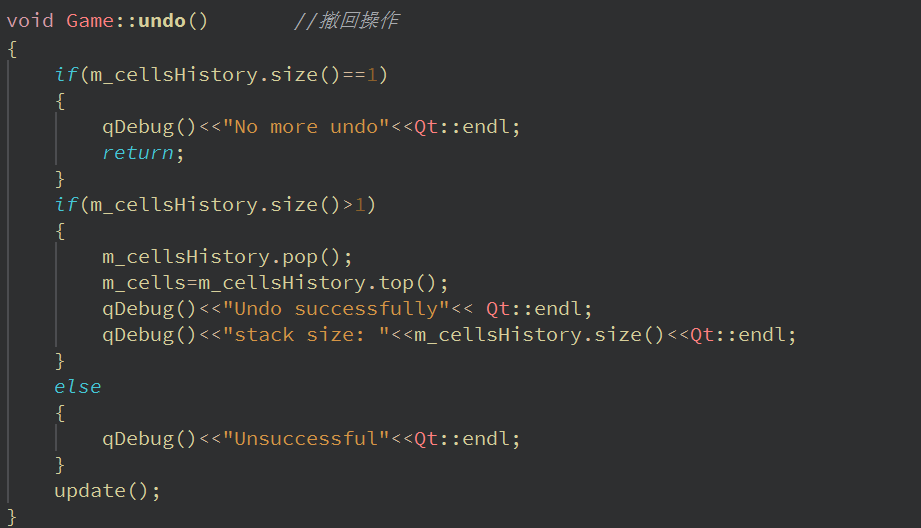 void Game::undo()       //撤回操作
{
    if(m_cellsHistory.size()==1)
    {
        qDebug()<<"No more undo"<<Qt::endl;
        return;
    }
    if(m_cellsHistory.size()>1)
    {
        m_cellsHistory.pop();
        m_cells=m_cellsHistory.top();
        qDebug()<<"Undo successfully"<< Qt::endl;
        qDebug()<<"stack size: "<<m_cellsHistory.size()<<Qt::endl;
    }
    else
    {
        qDebug()<<"Unsuccessful"<<Qt::endl;
    }
    update();
}